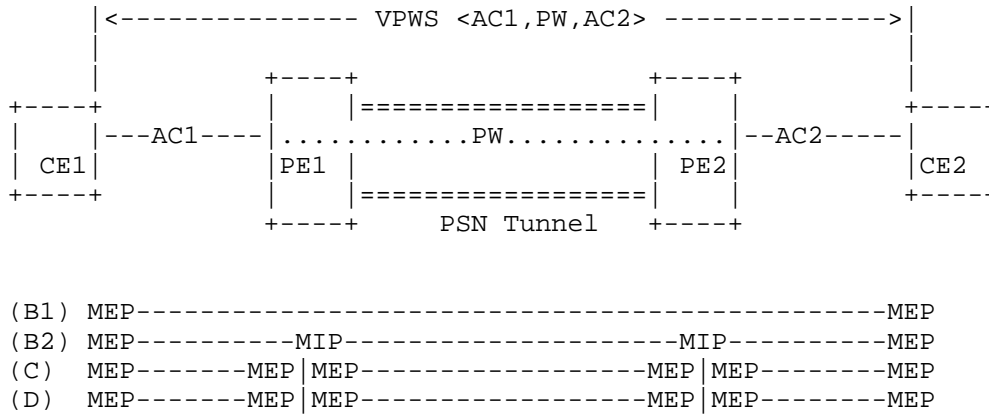 |<--------------- VPWS <AC1,PW,AC2> -------------->|
|                                                  |
|          +----+                  +----+          |
+----+     |    |==================|    |          +----
|    |---AC1----|............PW..............|--AC2-----|
| CE1|     |PE1 |                  | PE2|          |CE2
+----+     |    |==================|    |          +----
+----+     PSN Tunnel   +----+
(B1) MEP-----------------------------------------------MEP
(B2) MEP----------MIP---------------------MIP----------MEP
(C)  MEP-------MEP|MEP------------------MEP|MEP--------MEP
(D)  MEP-------MEP|MEP------------------MEP|MEP--------MEP